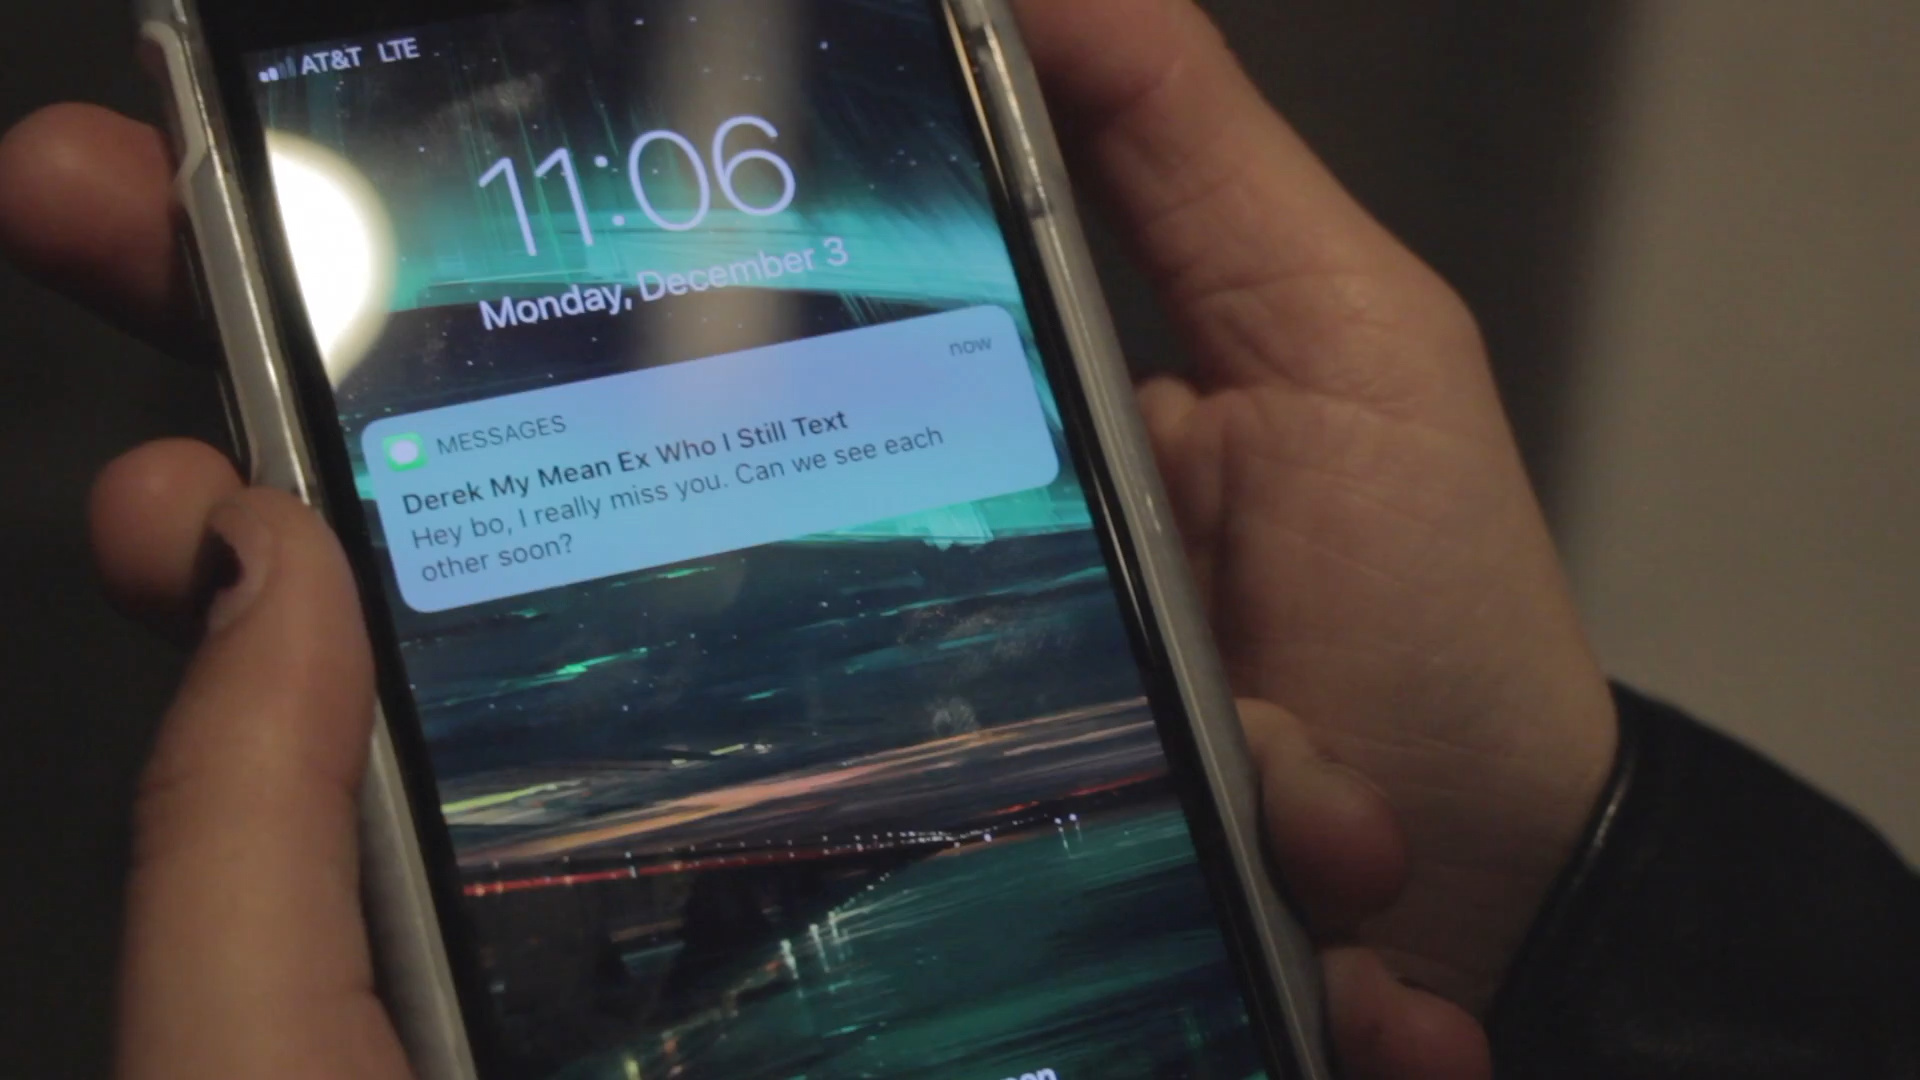 AT&T LTE
11:06
Monday, December 3
MESSAGES
now
Derek My Mean Ex Who I Still Text
Hey bo, I really miss you. Can we see each
other soon?